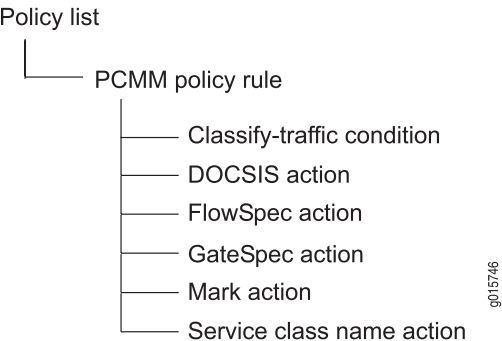 Policy list
PCMM policy rule
Classify-traffic condition
DOCSIS action
FlowSpec action
GateSpec action
Mark action
Service class name action
g015746